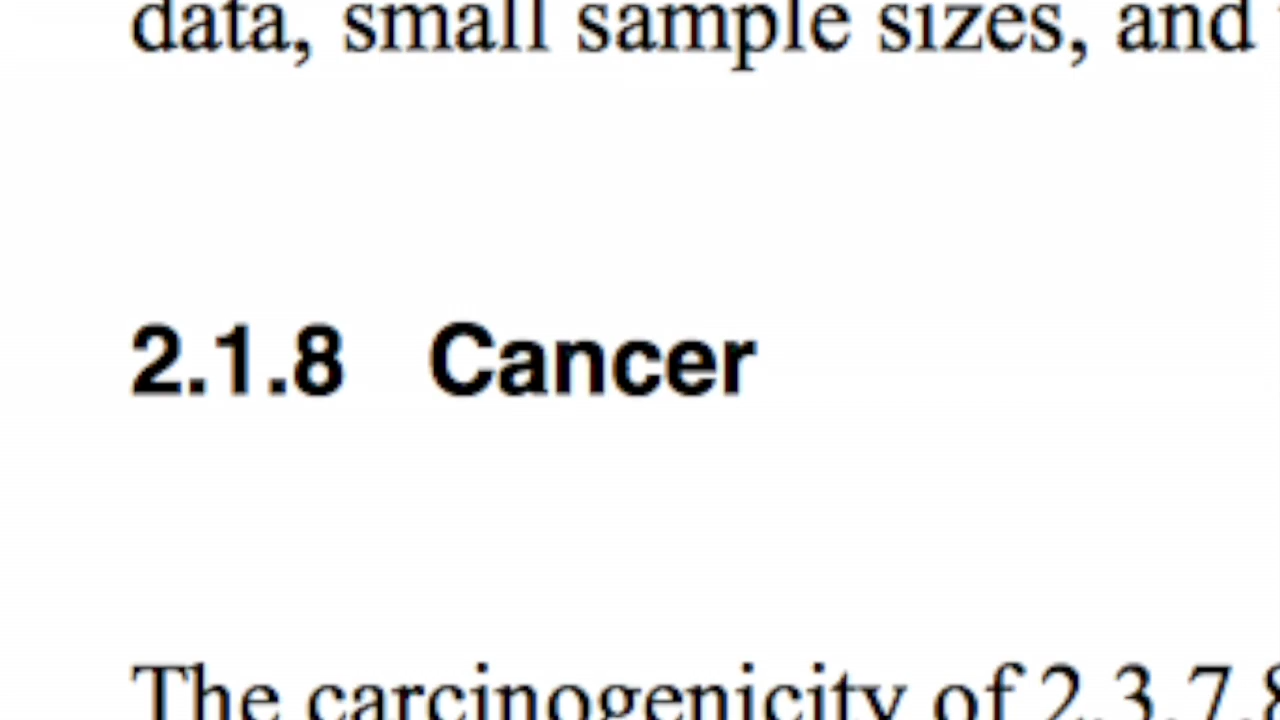 data, small sample sizes, and
2.1.8 Cancer
The carcinogenicity of 2,3,7,8